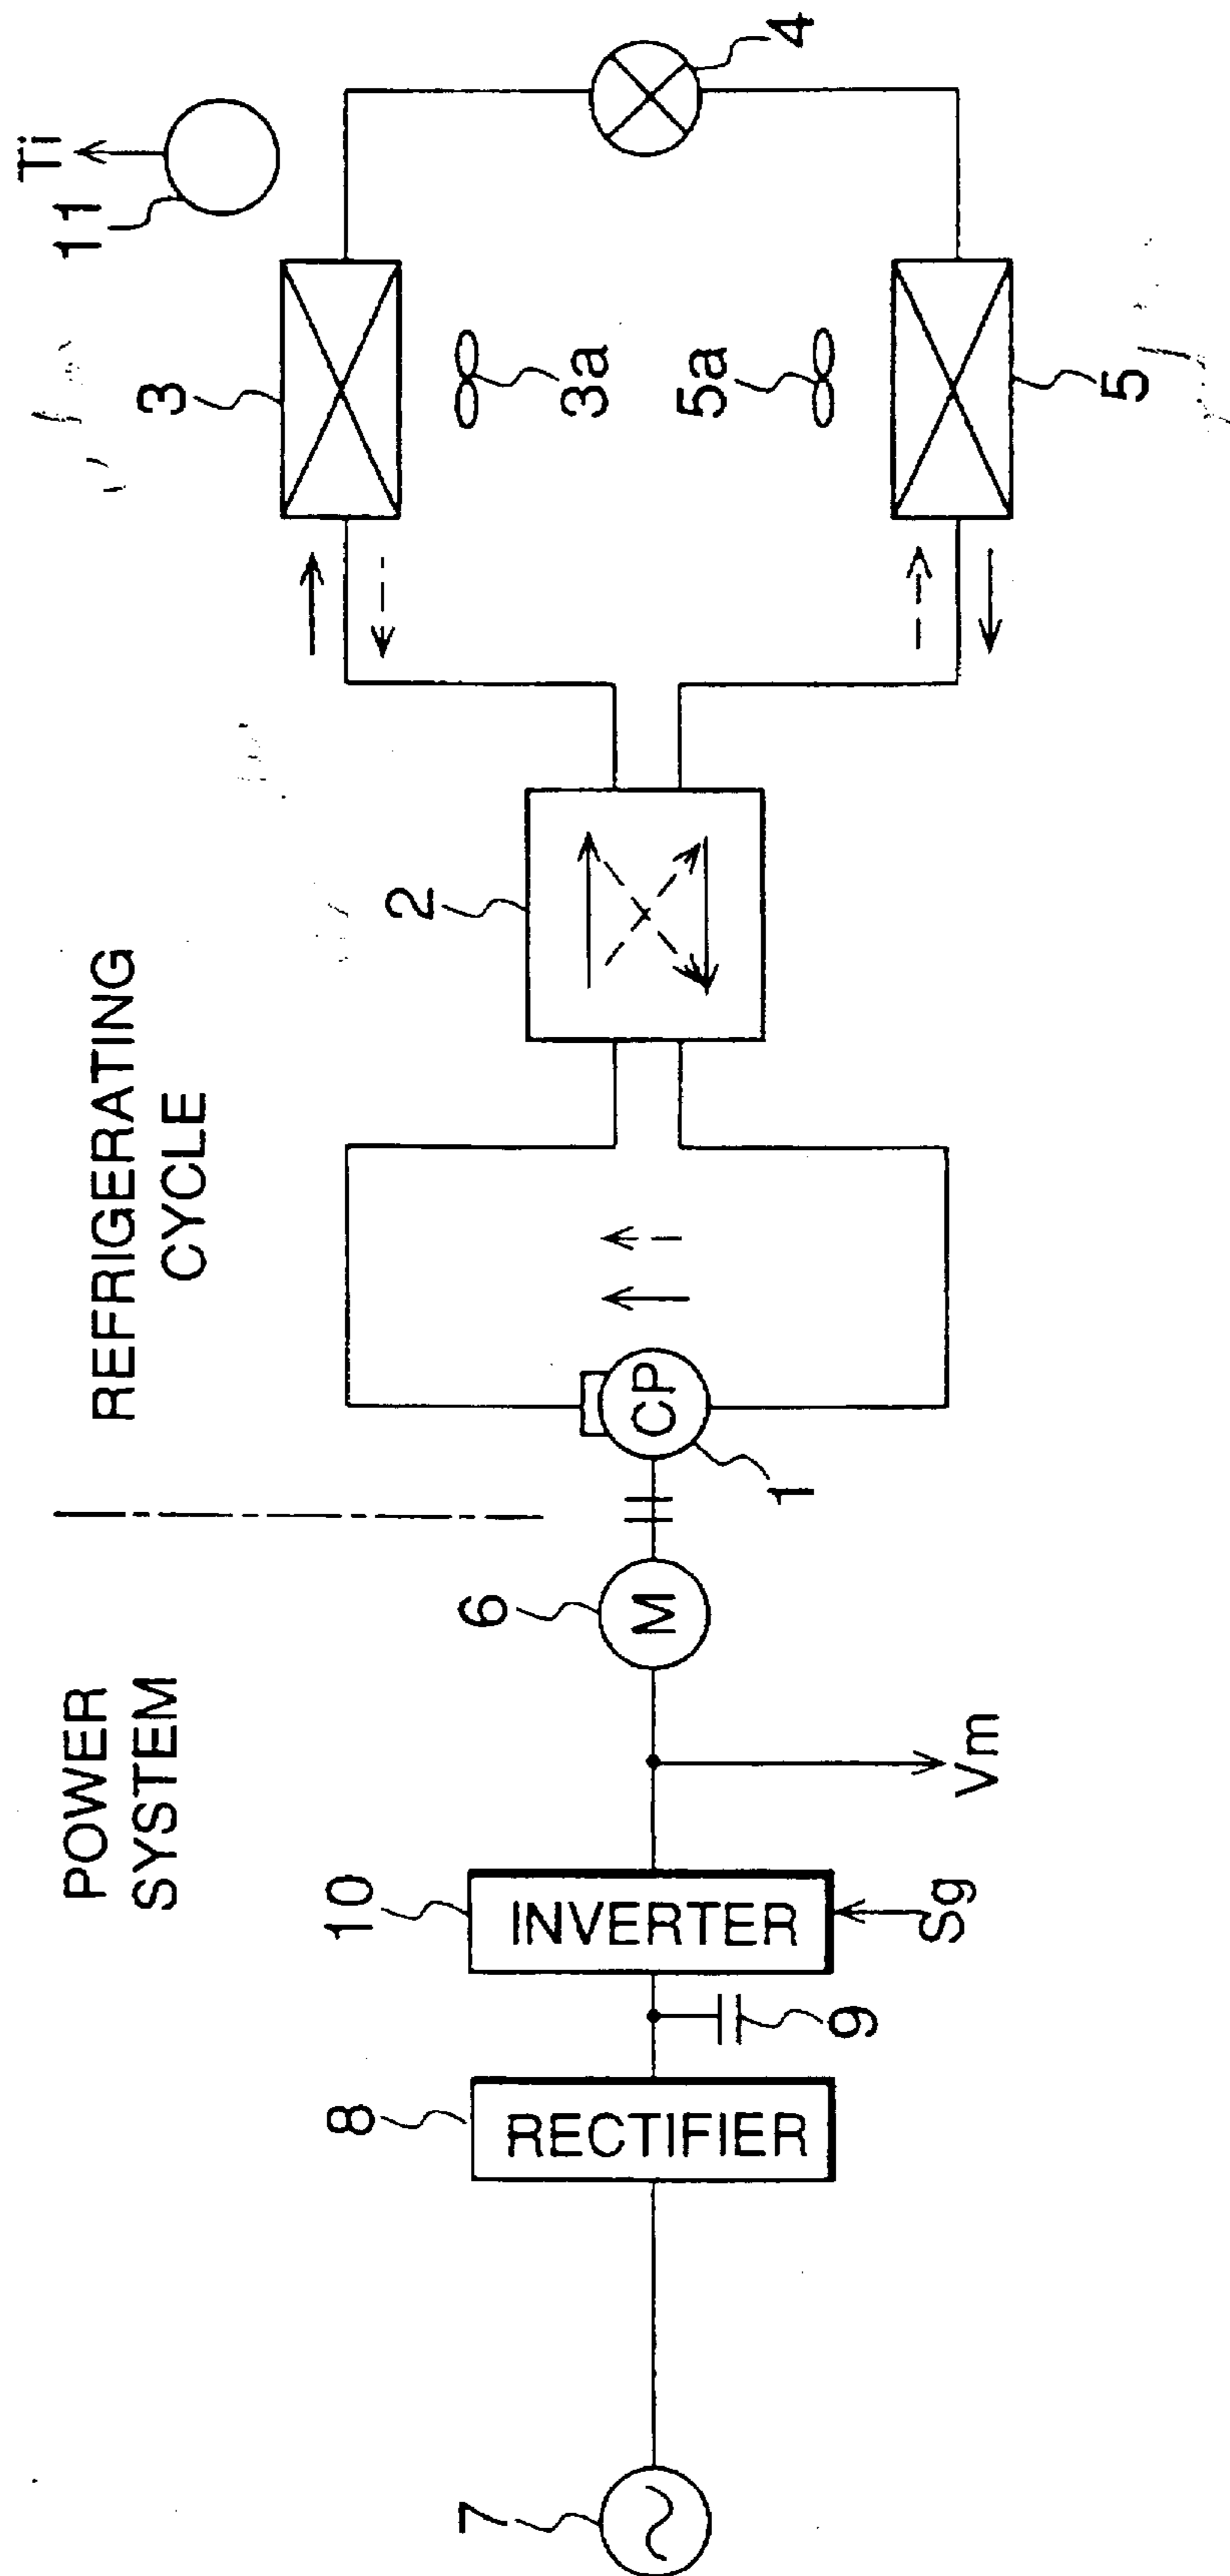 POWER
SYSTEM
REFRIGERATING
CYCLE
7
8
RECTIFIER
9
10
INVERTER
Sg
Vm
6
M
1
CP
2
3
3a
5a
5
11
Ti
4